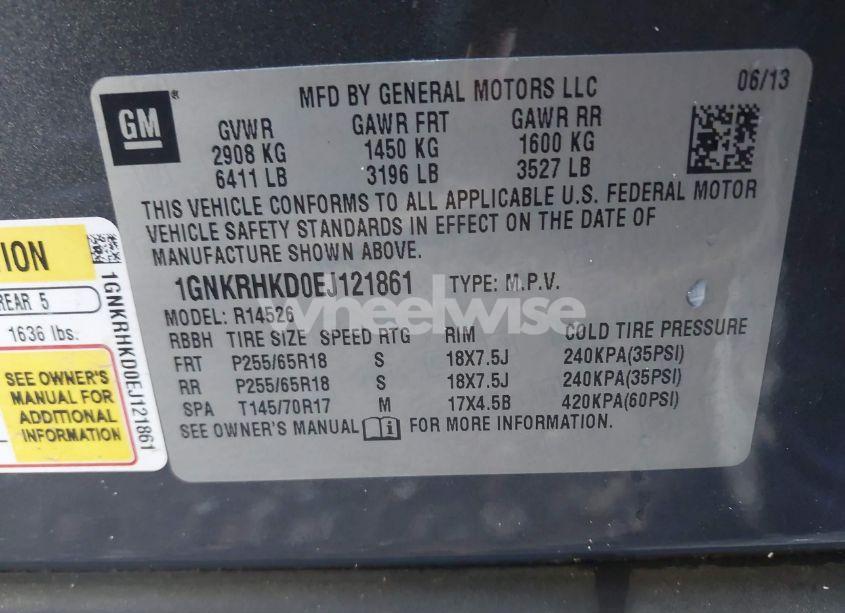 MFD BY GENERAL MOTORS LLC 06/13
GM
GVWR GAWR FRT GAWR RR
2908 KG 1450 KG 1600 KG
6411 LB 3196 LB 3527 LB
THIS VEHICLE CONFORMS TO ALL APPLICABLE U.S. FEDERAL MOTOR
VEHICLE SAFETY STANDARDS IN EFFECT ON THE DATE OF
MANUFACTURE SHOWN ABOVE.
1GNKRHKD0EJ121861 TYPE: M.P.V.
MODEL: R14526
RBBH TIRE SIZE SPEED RTG RIM COLD TIRE PRESSURE
FRT P255/65R18 S 18X7.5J 240KPA(35PSI)
RR P255/65R18 S 18X7.5J 240KPA(35PSI)
SPA T145/70R17 M 17X4.5B 420KPA(60PSI)
SEE OWNER'S MANUAL FOR MORE INFORMATION.
wheelwise
REAR 5
1636 lbs.
SEE OWNER'S
MANUAL FOR
ADDITIONAL
INFORMATION
1GNKRHKD0EJ121861